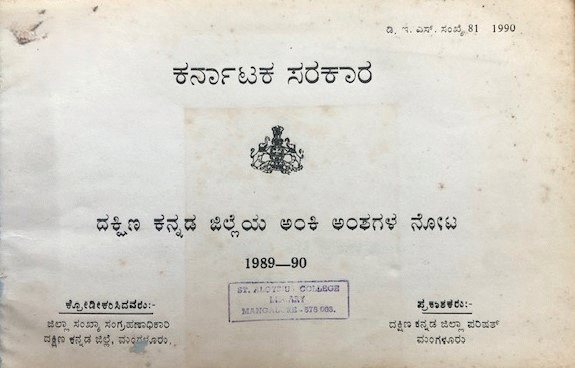 ಡಿ. ಇ. ಎಸ್. ಸಂಖ್ಯೆ 81 1990
ಕರ್ನಾಟಕ ಸರಕಾರ
ದಕ್ಷಿಣ ಕನ್ನಡ ಜಿಲ್ಲೆಯ ಅಂಕಿ ಅಂಶಗಳ ನೋಟ
1989—90
ST. ALOYSIUS COLLEGE
LIBRARY
MANGALORE - 575 003.
ಕ್ರೋಡೀಕರಿಸಿದವರು:-
ಜಿಲ್ಲಾ ಸಂಖ್ಯಾ ಸಂಗ್ರಹಣಾಧಿಕಾರಿ
ದಕ್ಷಿಣ ಕನ್ನಡ ಜಿಲ್ಲೆ, ಮಂಗಳೂರು.
ಪ್ರಕಾಶಕರು:-
ದಕ್ಷಿಣ ಕನ್ನಡ ಜಿಲ್ಲಾ ಪರಿಷತ್
ಮಂಗಳೂರು